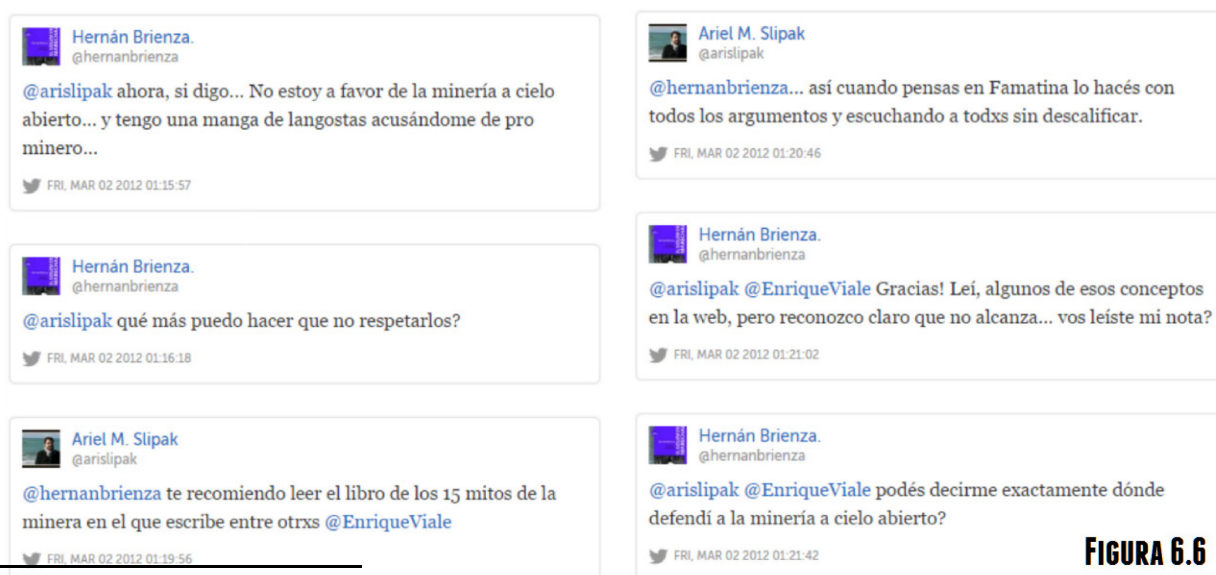 Hernán Brienza.
@hernanbrienza
@arislipak ahora, si digo... No estoy a favor de la minería a cielo
abierto... y tengo una manga de langostas acusándome de pro
minero...
FRI, MAR 02 2012 01:15:57
Hernán Brienza.
@hernanbrienza
@arislipak qué más puedo hacer que no respetarlos?
FRI, MAR 02 2012 01:16:18
Ariel M. Slipak
@arislipak
@hernanbrienza te recomiendo leer el libro de los 15 mitos de la
minera en el que escribe entre otrxs @EnriqueViale
FRI, MAR 02 2012 01:19:56
Ariel M. Slipak
@arislipak
@hernanbrienza... así cuando pensas en Famatina lo hacés con
todos los argumentos y escuchando a todxs sin descalificar.
FRI, MAR 02 2012 01:20:46
Hernán Brienza.
@hernanbrienza
@arislipak @EnriqueViale Gracias! Leí, algunos de esos conceptos
en la web, pero reconozco claro que no alcanza... vos leíste mi nota?
FRI, MAR 02 2012 01:21:02
Hernán Brienza.
@hernanbrienza
@arislipak @EnriqueViale podés decirme exactamente dónde
defendí a la minería a cielo abierto?
FRI, MAR 02 2012 01:21:42
FIGURA 6.6